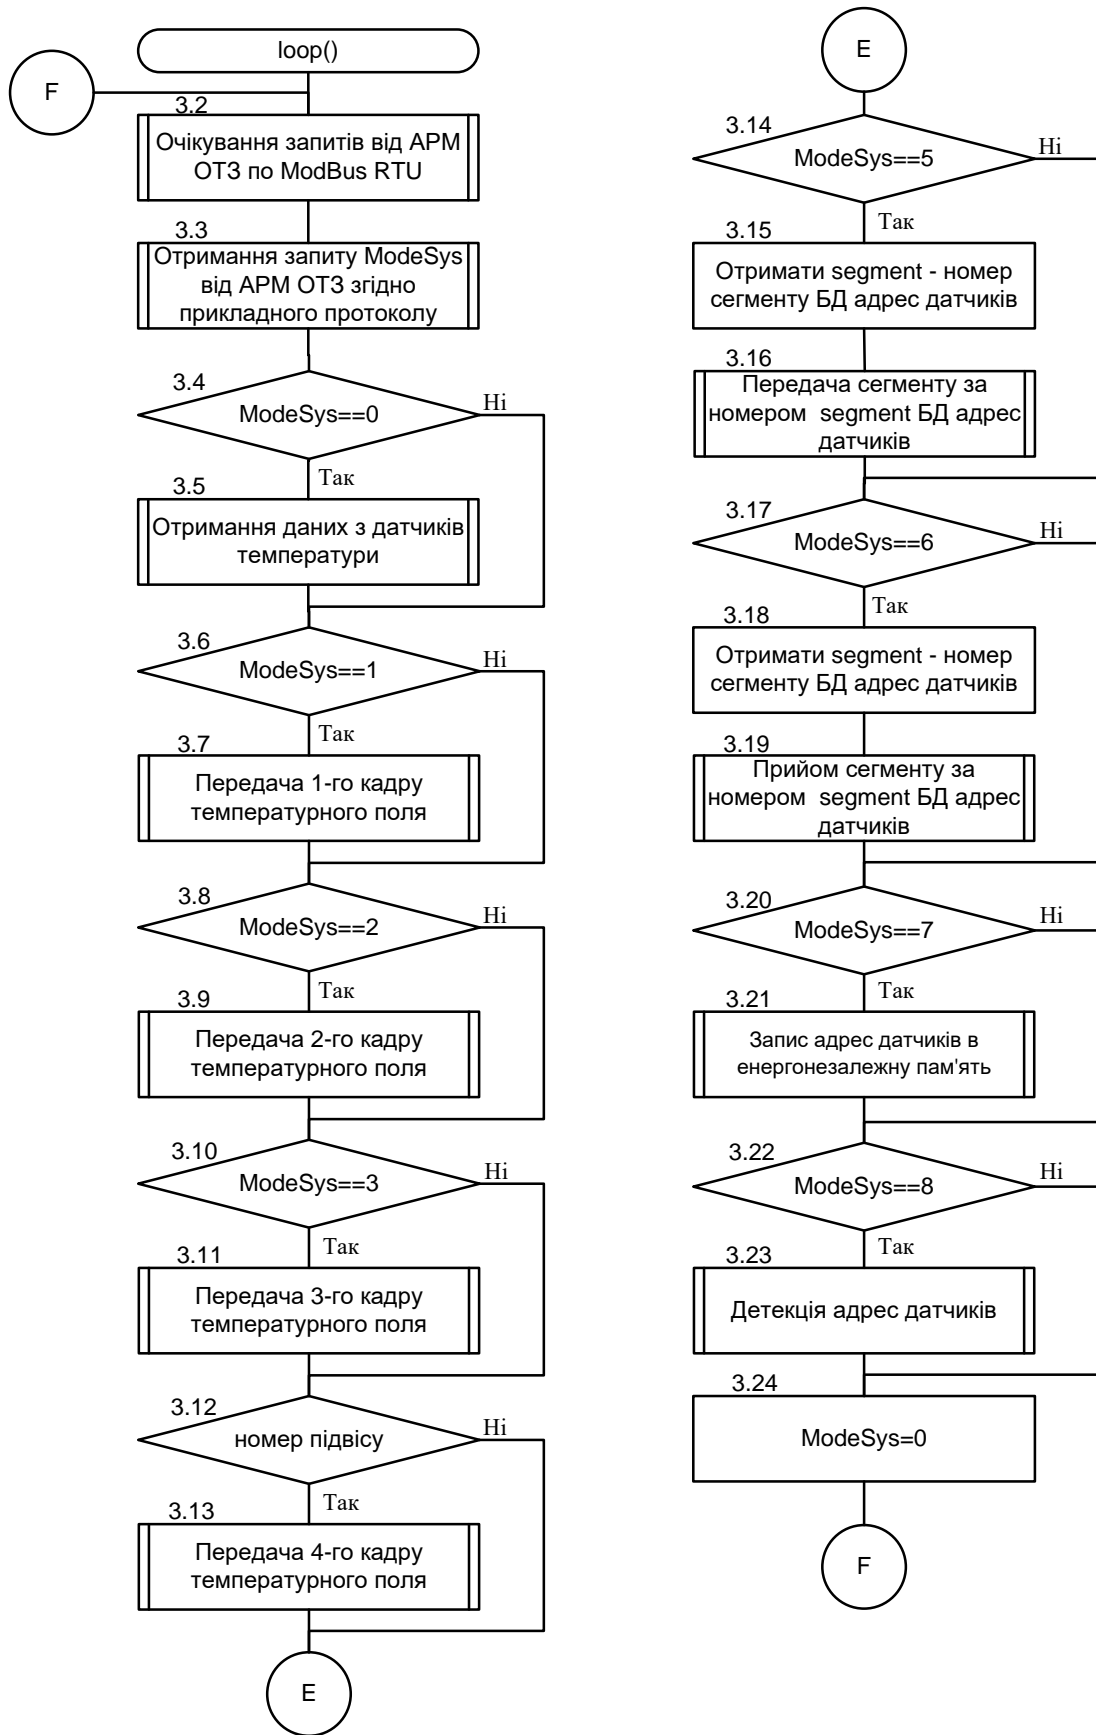 loop()
F
3.2
Очікування запитів від АРМ
ОТЗ по ModBus RTU
3.3
Отримання запиту ModeSys
від АРМ ОТЗ згідно
прикладного протоколу
3.4
ModeSys==0
Ні
Так
3.5
Отримання даних з датчиків
температури
3.6
ModeSys==1
Ні
Так
3.7
Передача 1-го кадру
температурного поля
3.8
ModeSys==2
Ні
Так
3.9
Передача 2-го кадру
температурного поля
3.10
ModeSys==3
Ні
Так
3.11
Передача 3-го кадру
температурного поля
3.12
номер підвісу
Ні
Так
3.13
Передача 4-го кадру
температурного поля
E
E
3.14
ModeSys==5
Ні
Так
3.15
Отримати segment - номер
сегменту БД адрес датчиків
3.16
Передача сегменту за
номером segment БД адрес
датчиків
3.17
ModeSys==6
Ні
Так
3.18
Отримати segment - номер
сегменту БД адрес датчиків
3.19
Прийом сегменту за
номером segment БД адрес
датчиків
3.20
ModeSys==7
Ні
Так
3.21
Запис адрес датчиків в
енергонезалежну пам'ять
3.22
ModeSys==8
Ні
Так
3.23
Детекція адрес датчиків
3.24
ModeSys=0
F